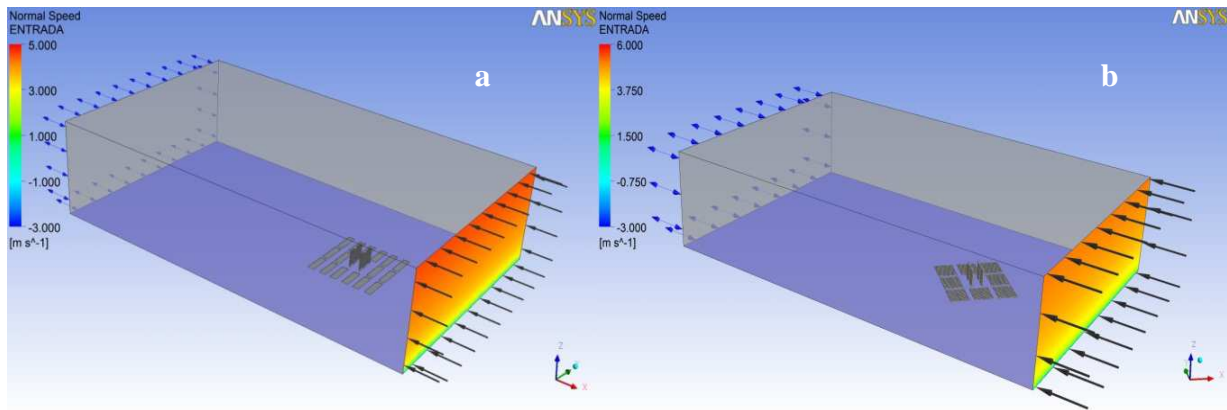 Normal Speed
ENTRADA
5.000
3.000
1.000
-1.000
-3.000
[m s^-1]
ANSYS
a
Z
X
Normal Speed
ENTRADA
6.000
3.750
1.500
-0.750
-3.000
[m s^-1]
ANSYS
b
Z
X